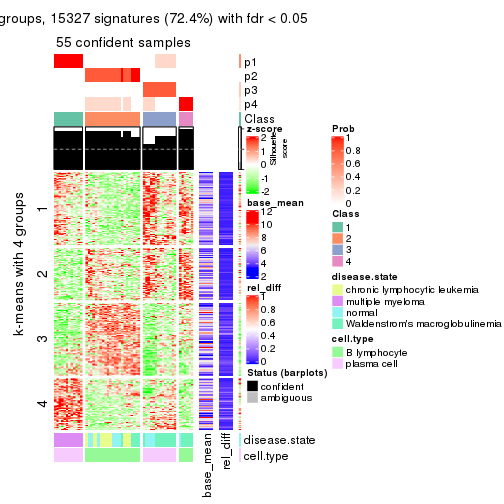 groups, 15327 signatures (72.4%) with fdr < 0.05
55 confident samples
p1
p2
p3
p4
Class
Silhouette
score
k-means with 4 groups
1
2
3
4
z-score
2
1
0
-1
-2
base_mean
12
10
8
6
4
2
rel_diff
1
0.8
0.6
0.4
0.2
0
Status (barplots)
confident
ambiguous
Prob
1
0.8
0.6
0.4
0.2
0
Class
1
2
3
4
disease.state
chronic lymphocytic leukemia
multiple myeloma
normal
Waldenstrom's macroglobulinemia
cell.type
B lymphocyte
plasma cell
disease.state
cell.type
base_mean
rel_diff